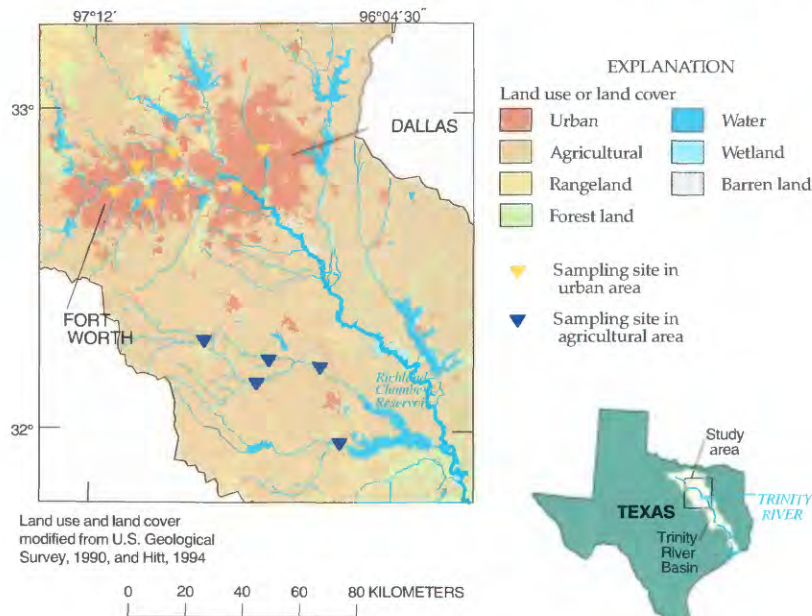 97°12′
96°04′30″
33°
32°
DALLAS
FORT
WORTH
Richland
Chambers
Reservoir
Land use and land cover
modified from U.S. Geological
Survey, 1990, and Hitt, 1994
0 20 40 60 80 KILOMETERS
EXPLANATION
Land use or land cover
Urban
Agricultural
Rangeland
Forest land
Water
Wetland
Barren land
Sampling site in
urban area
Sampling site in
agricultural area
Study
area
TEXAS
TRINITY
RIVER
Trinity
River
Basin